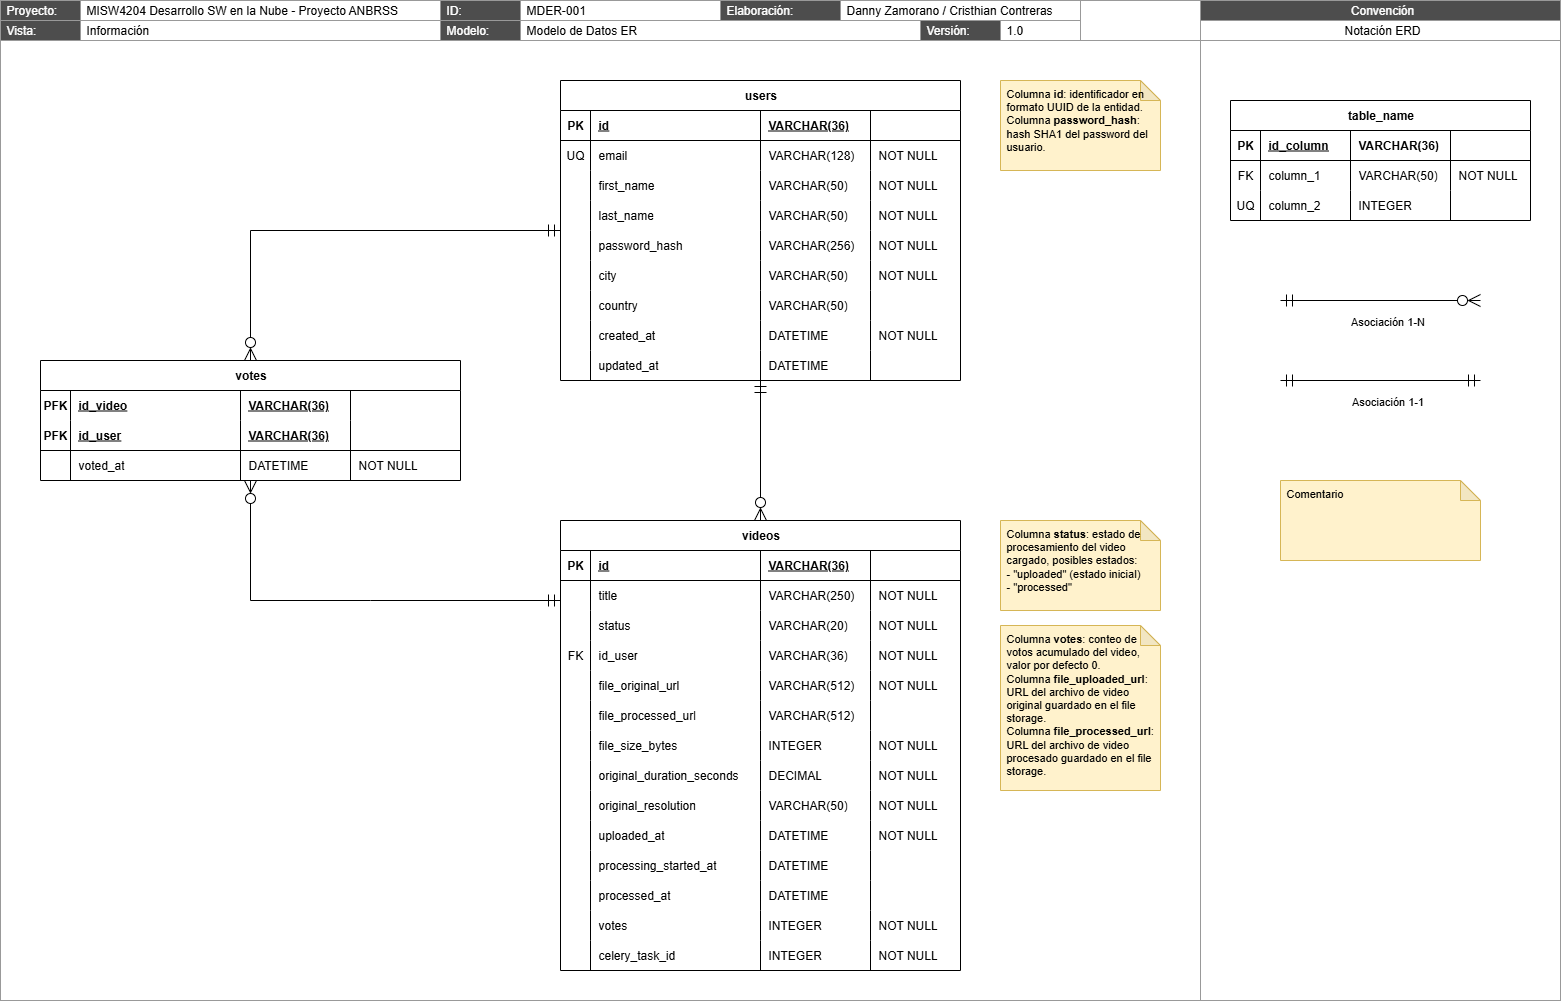 Proyecto: MISW4204 Desarrollo SW en la Nube - Proyecto ANBRSS ID: MDER-001 Elaboración: Danny Zamorano / Cristhian Contreras
Vista: Información Modelo: Modelo de Datos ER Versión: 1.0
Convención
Notación ERD
users
PK id VARCHAR(36)
UQ email VARCHAR(128) NOT NULL
first_name VARCHAR(50) NOT NULL
last_name VARCHAR(50) NOT NULL
password_hash VARCHAR(256) NOT NULL
city VARCHAR(50) NOT NULL
country VARCHAR(50)
created_at DATETIME NOT NULL
updated_at DATETIME
Columna id: identificador en
formato UUID de la entidad.
Columna password_hash:
hash SHA1 del password del
usuario.
votes
PFK id_video VARCHAR(36)
PFK id_user VARCHAR(36)
voted_at DATETIME NOT NULL
videos
PK id VARCHAR(36)
title VARCHAR(250) NOT NULL
status VARCHAR(20) NOT NULL
FK id_user VARCHAR(36) NOT NULL
file_original_url VARCHAR(512) NOT NULL
file_processed_url VARCHAR(512)
file_size_bytes INTEGER NOT NULL
original_duration_seconds DECIMAL NOT NULL
original_resolution VARCHAR(50) NOT NULL
uploaded_at DATETIME NOT NULL
processing_started_at DATETIME
processed_at DATETIME
votes INTEGER NOT NULL
celery_task_id INTEGER NOT NULL
Columna status: estado de
procesamiento del video
cargado, posibles estados:
- "uploaded" (estado inicial)
- "processed"
Columna votes: conteo de
votos acumulado del video,
valor por defecto 0.
Columna file_uploaded_url:
URL del archivo de video
original guardado en el file
storage.
Columna file_processed_url:
URL del archivo de video
procesado guardado en el file
storage.
table_name
PK id_column VARCHAR(36)
FK column_1 VARCHAR(50) NOT NULL
UQ column_2 INTEGER
Asociación 1-N
Asociación 1-1
Comentario